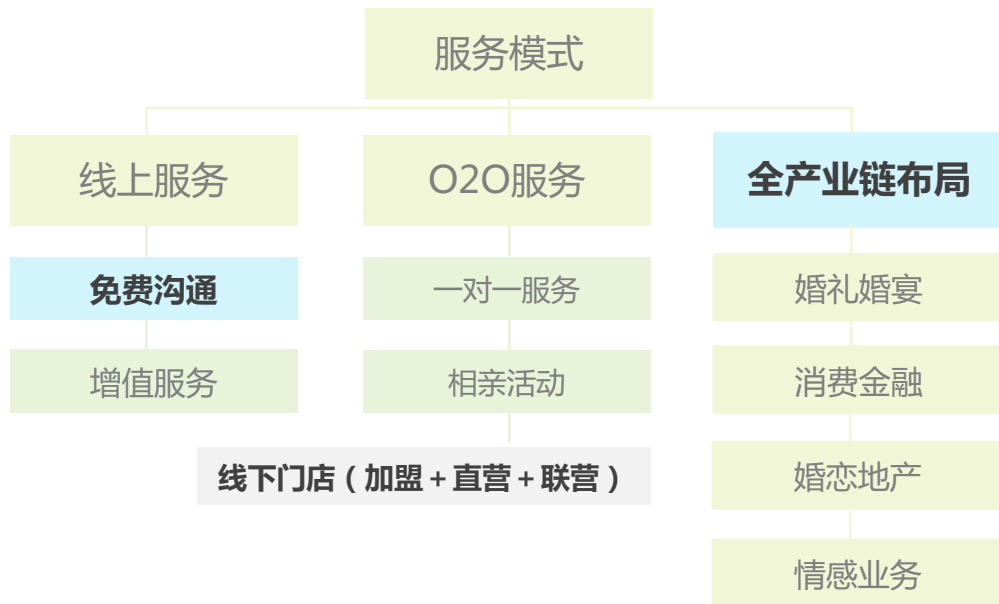 服务模式
线上服务
O2O服务
全产业链布局
免费沟通
一对一服务
婚礼婚宴
增值服务
相亲活动
消费金融
线下门店（加盟+直营+联营）
婚恋地产
情感业务